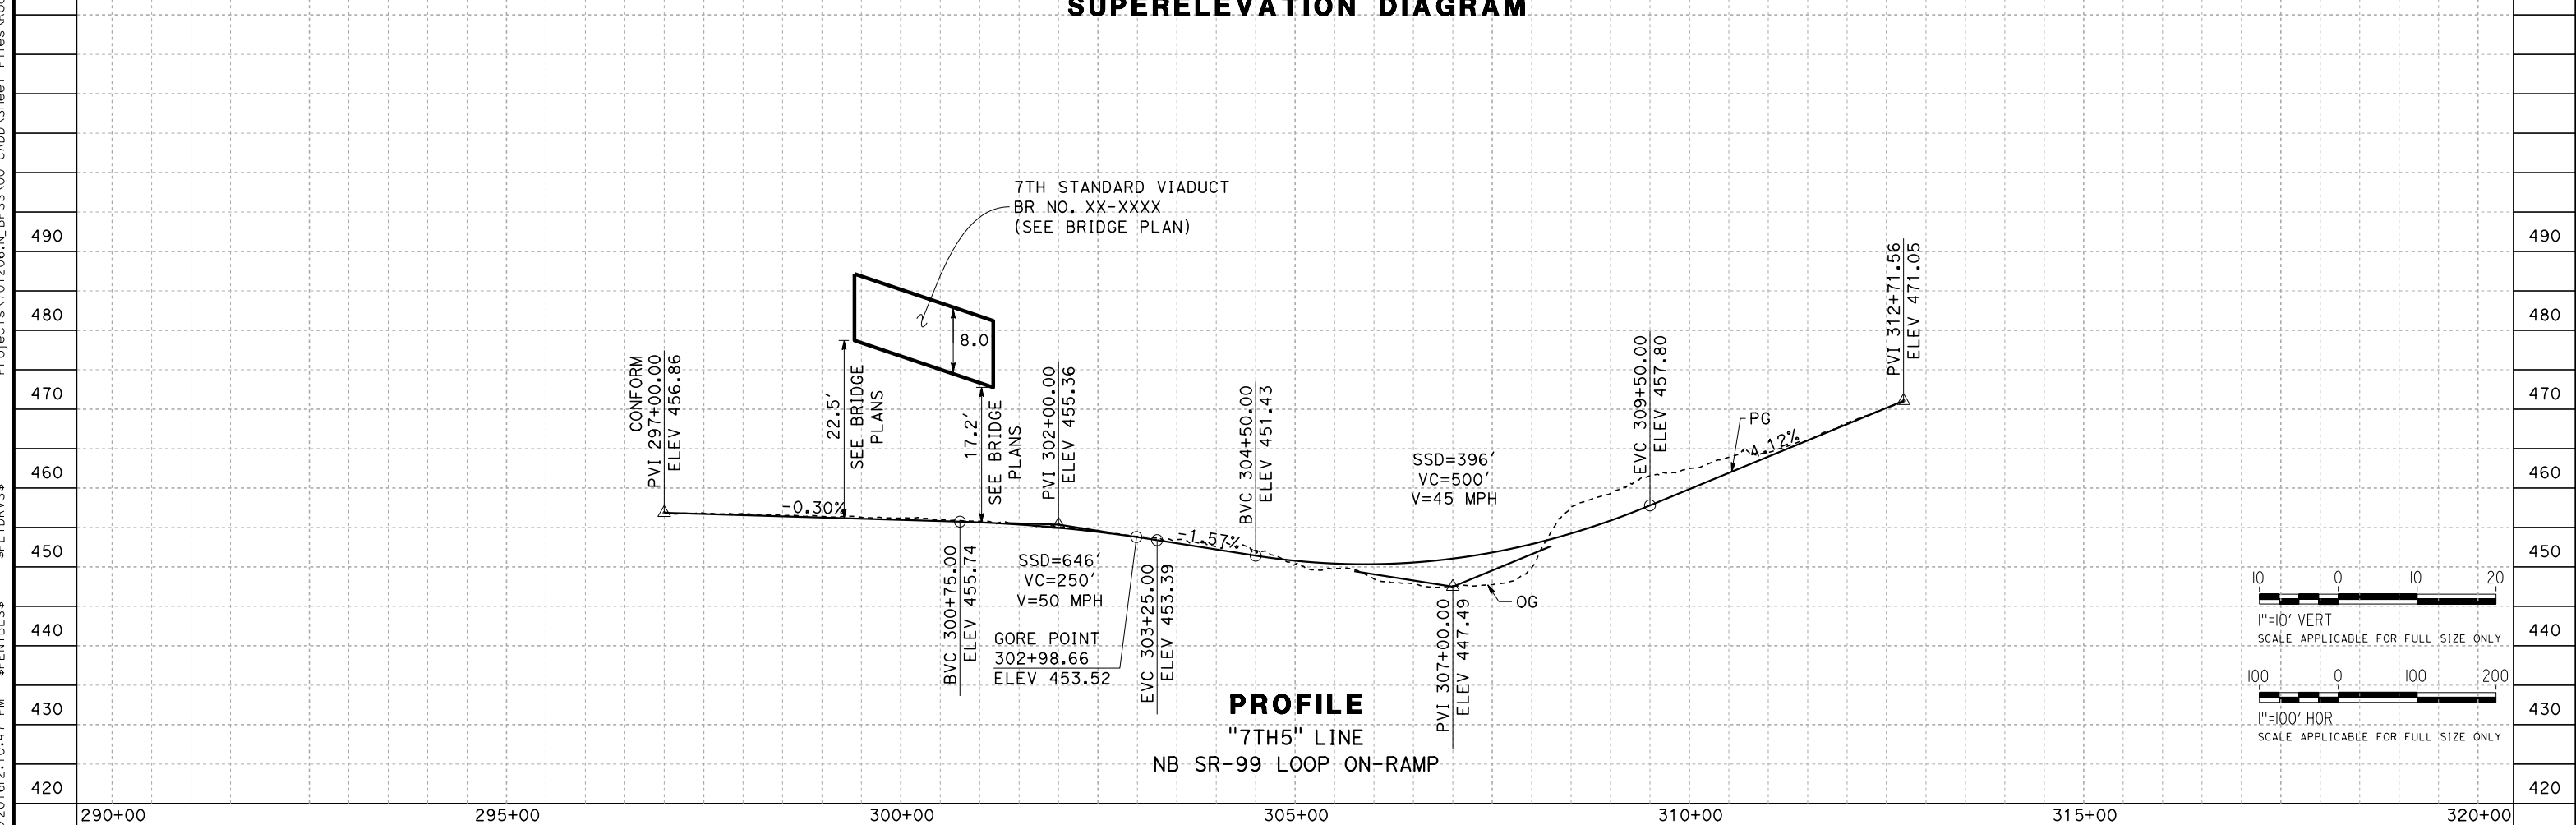 SUPERELEVATION DIAGRAM
7TH STANDARD VIADUCT
BR NO. XX-XXXX
(SEE BRIDGE PLAN)
8.0
22.5'
SEE BRIDGE
PLANS
17.2'
SEE BRIDGE
PLANS
CONFORM
PVI 297+00.00
ELEV 456.86
-0.30%
BVC 300+75.00
ELEV 455.74
PVI 302+00.00
ELEV 455.36
SSD=646'
VC=250'
V=50 MPH
GORE POINT
302+98.66
ELEV 453.52
EVC 303+25.00
ELEV 453.39
-1.57%
BVC 304+50.00
ELEV 451.43
SSD=396'
VC=500'
V=45 MPH
PVI 307+00.00
ELEV 447.49
OG
EVC 309+50.00
ELEV 457.80
PG
4.12%
PVI 312+71.56
ELEV 471.05
490
480
470
460
450
440
430
420
490
480
470
460
450
440
430
420
10 0 10 20
1"=10' VERT
SCALE APPLICABLE FOR FULL SIZE ONLY
100 0 100 200
1"=100' HOR
SCALE APPLICABLE FOR FULL SIZE ONLY
PROFILE
"7TH5" LINE
NB SR-99 LOOP ON-RAMP
290+00 295+00 300+00 305+00 310+00 315+00 320+00